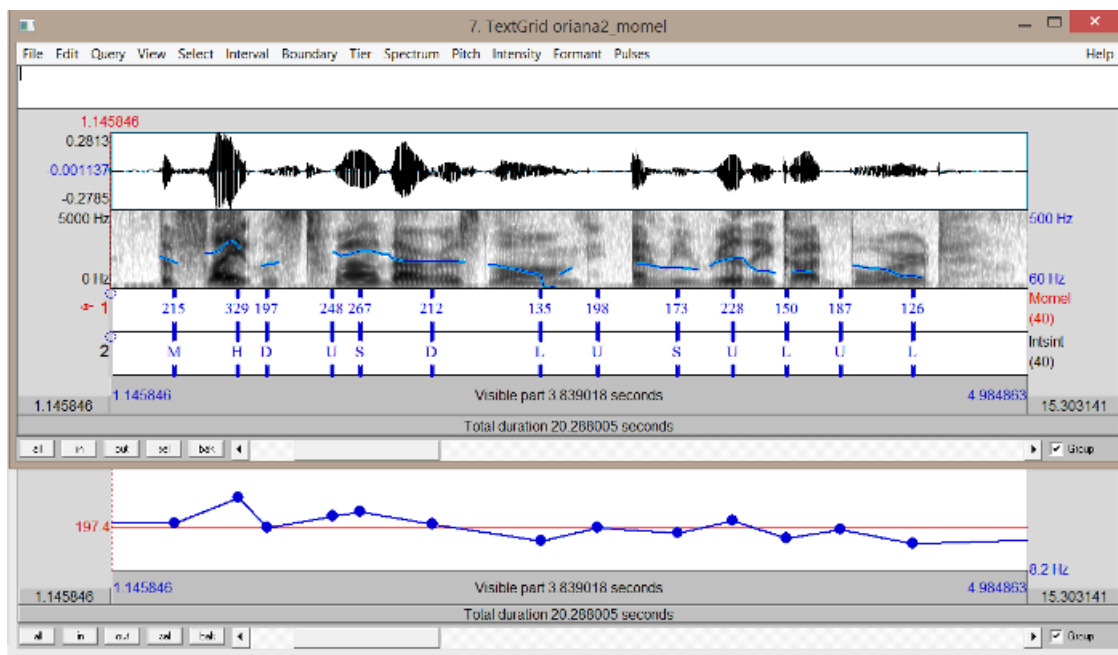 7. TextGrid oriana2_momel
File Edit Query View Select Interval Boundary Tier Spectrum Pitch Intensity Formant Pulses Help
1.145846
0.2813
-0.001137
-0.2785
5000 Hz 500 Hz
0 Hz 60 Hz
1 215 329 197 248 267 212 135 198 173 228 150 187 126 Momel (40)
2 M H D U S D L U S U L U L Intsint (40)
1.145846 1.145846 Visible part 3.839018 seconds 4.984863 15.303141
Total duration 20.288005 seconds
all in out sel bak Group
197.4
8.2 Hz
1.145846 1.145846 Visible part 3.839018 seconds 4.984863 15.303141
Total duration 20.288005 seconds
all in out sel bak Group